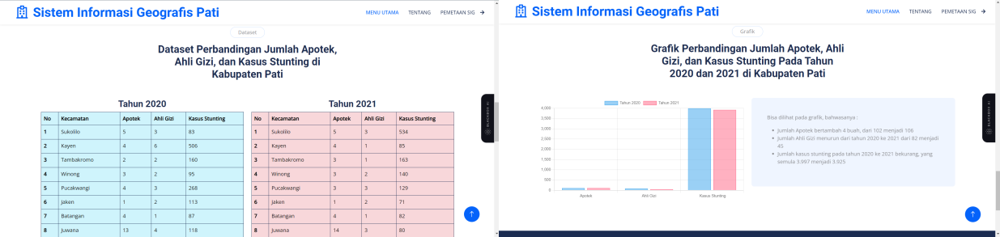 Sistem Informasi Geografis Pati
MENU UTAMA TENTANG PEMETAAN SIG →
Dataset
Dataset Perbandingan Jumlah Apotek,
Ahli Gizi, dan Kasus Stunting di
Kabupaten Pati
Tahun 2020
No Kecamatan Apotek Ahli Gizi Kasus Stunting
1 Sukolilo 5 3 83
2 Kayen 4 6 506
3 Tambakromo 2 2 160
4 Winong 3 2 95
5 Pucakwangi 4 3 268
6 Jaken 1 2 113
7 Batangan 4 1 87
8 Juwana 13 4 118
Tahun 2021
No Kecamatan Apotek Ahli Gizi Kasus Stunting
1 Sukolilo 5 3 534
2 Kayen 4 1 85
3 Tambakromo 3 1 163
4 Winong 3 2 140
5 Pucakwangi 3 3 129
6 Jaken 1 2 71
7 Batangan 4 1 82
8 Juwana 14 3 80
BLACKBOX AI
Sistem Informasi Geografis Pati
MENU UTAMA TENTANG PEMETAAN SIG →
Grafik
Grafik Perbandingan Jumlah Apotek, Ahli
Gizi, dan Kasus Stunting Pada Tahun
2020 dan 2021 di Kabupaten Pati
Tahun 2020 Tahun 2021
4,000
3,500
3,000
2,500
2,000
1,500
1,000
500
0
Apotek Ahli Gizi Kasus Stunting
Bisa dilihat pada grafik, bahwasanya :
• Jumlah Apotek bertambah 4 buah, dari 102 menjadi 106
• Jumlah Ahli Gizi menurun dari tahun 2020 ke 2021 dari 82 menjadi
45
• Jumlah kasus stunting pada tahun 2020 ke 2021 bekurang, yang
semula 3.997 menjadi 3.925
BLACKBOX AI